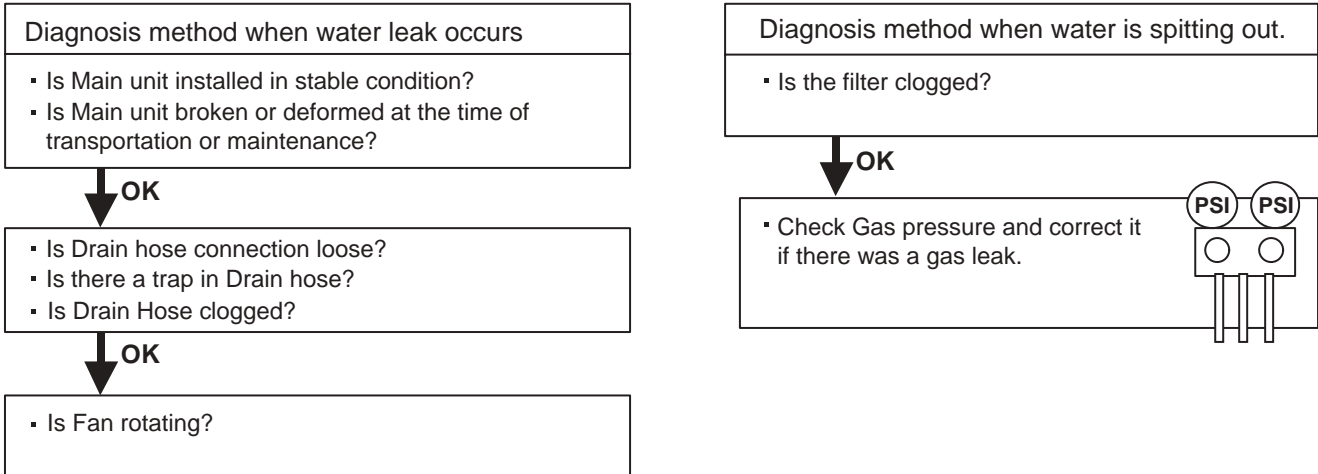 Diagnosis method when water leak occurs
▪ Is Main unit installed in stable condition?
▪ Is Main unit broken or deformed at the time of
transportation or maintenance?
OK
▪ Is Drain hose connection loose?
▪ Is there a trap in Drain hose?
▪ Is Drain Hose clogged?
OK
▪ Is Fan rotating?
Diagnosis method when water is spitting out.
▪ Is the filter clogged?
OK
▪ Check Gas pressure and correct it
if there was a gas leak.
PSI PSI